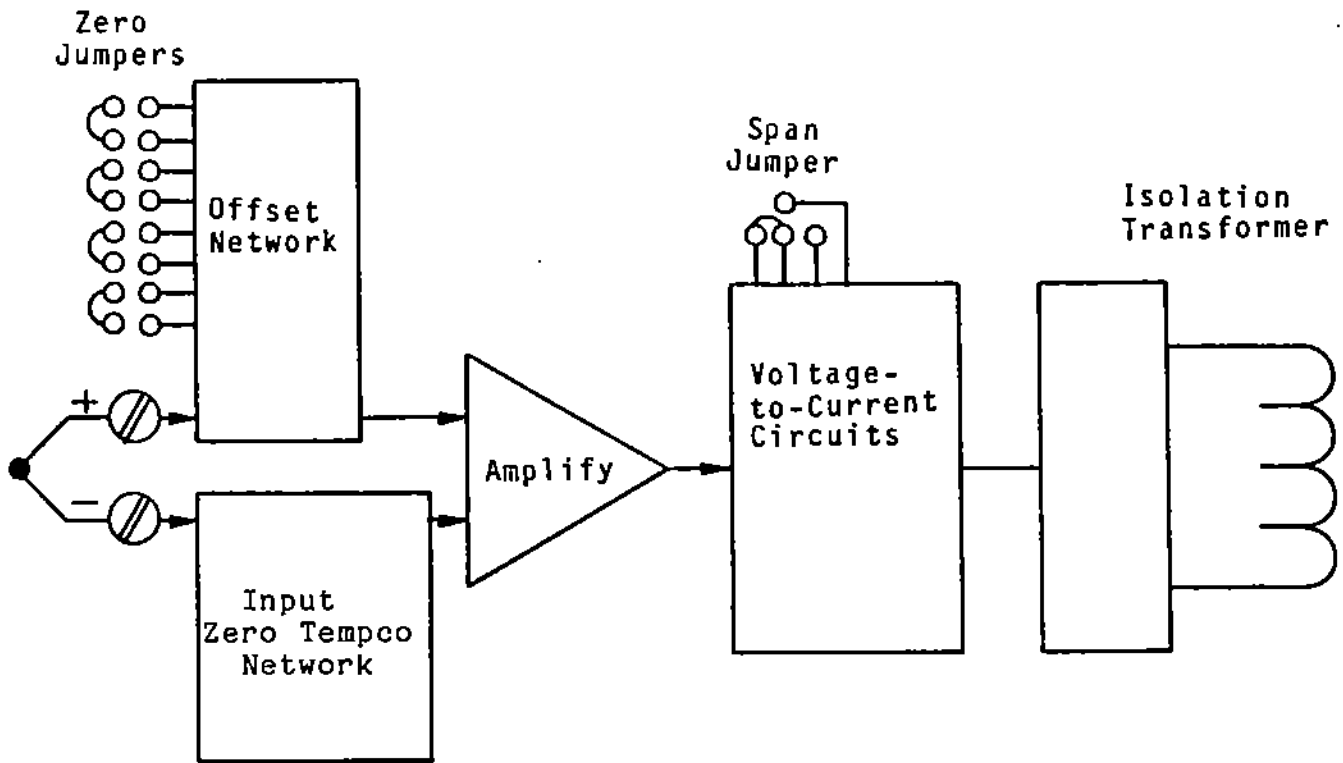 Zero
Jumpers
Offset
Network
Span
Jumper
Isolation
Transformer
+
Voltage-
to-Current
Circuits
Amplify
-
Input
Zero Tempco
Network